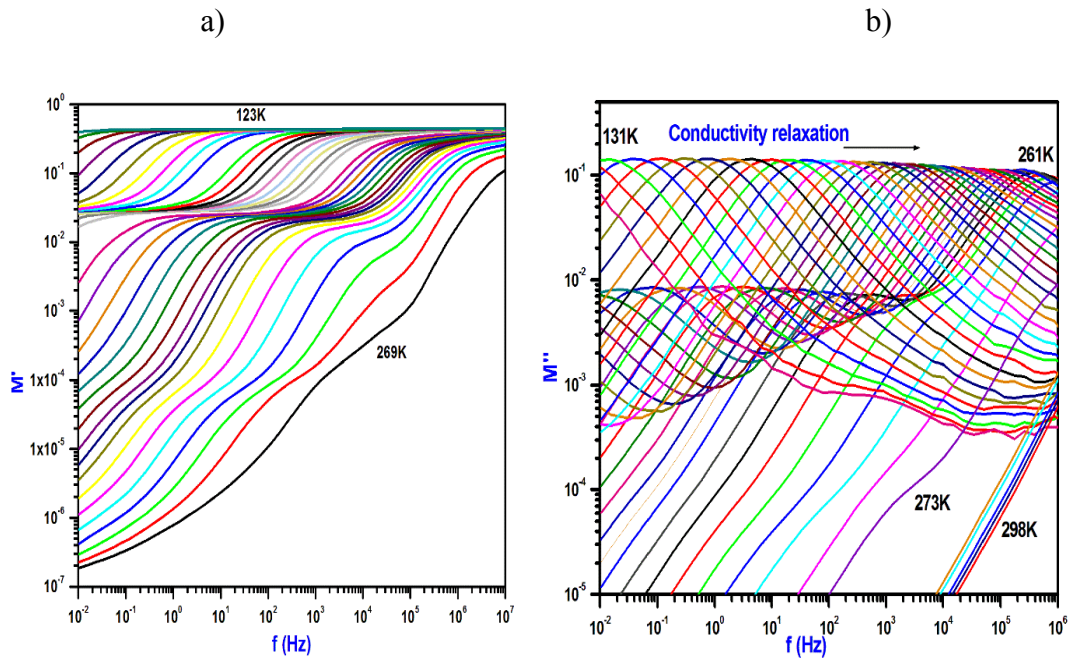 a)
b)
10^0
10^-1
10^-2
10^-3
1x10^-4
1x10^-5
10^-6
10^-7
M'
123K
269K
10^-2 10^-1 10^0 10^1 10^2 10^3 10^4 10^5 10^6 10^7
f (Hz)
10^-1
10^-2
10^-3
10^-4
10^-5
M''
131K
Conductivity relaxation
261K
273K
298K
10^-2 10^-1 10^0 10^1 10^2 10^3 10^4 10^5 10^6
f (Hz)